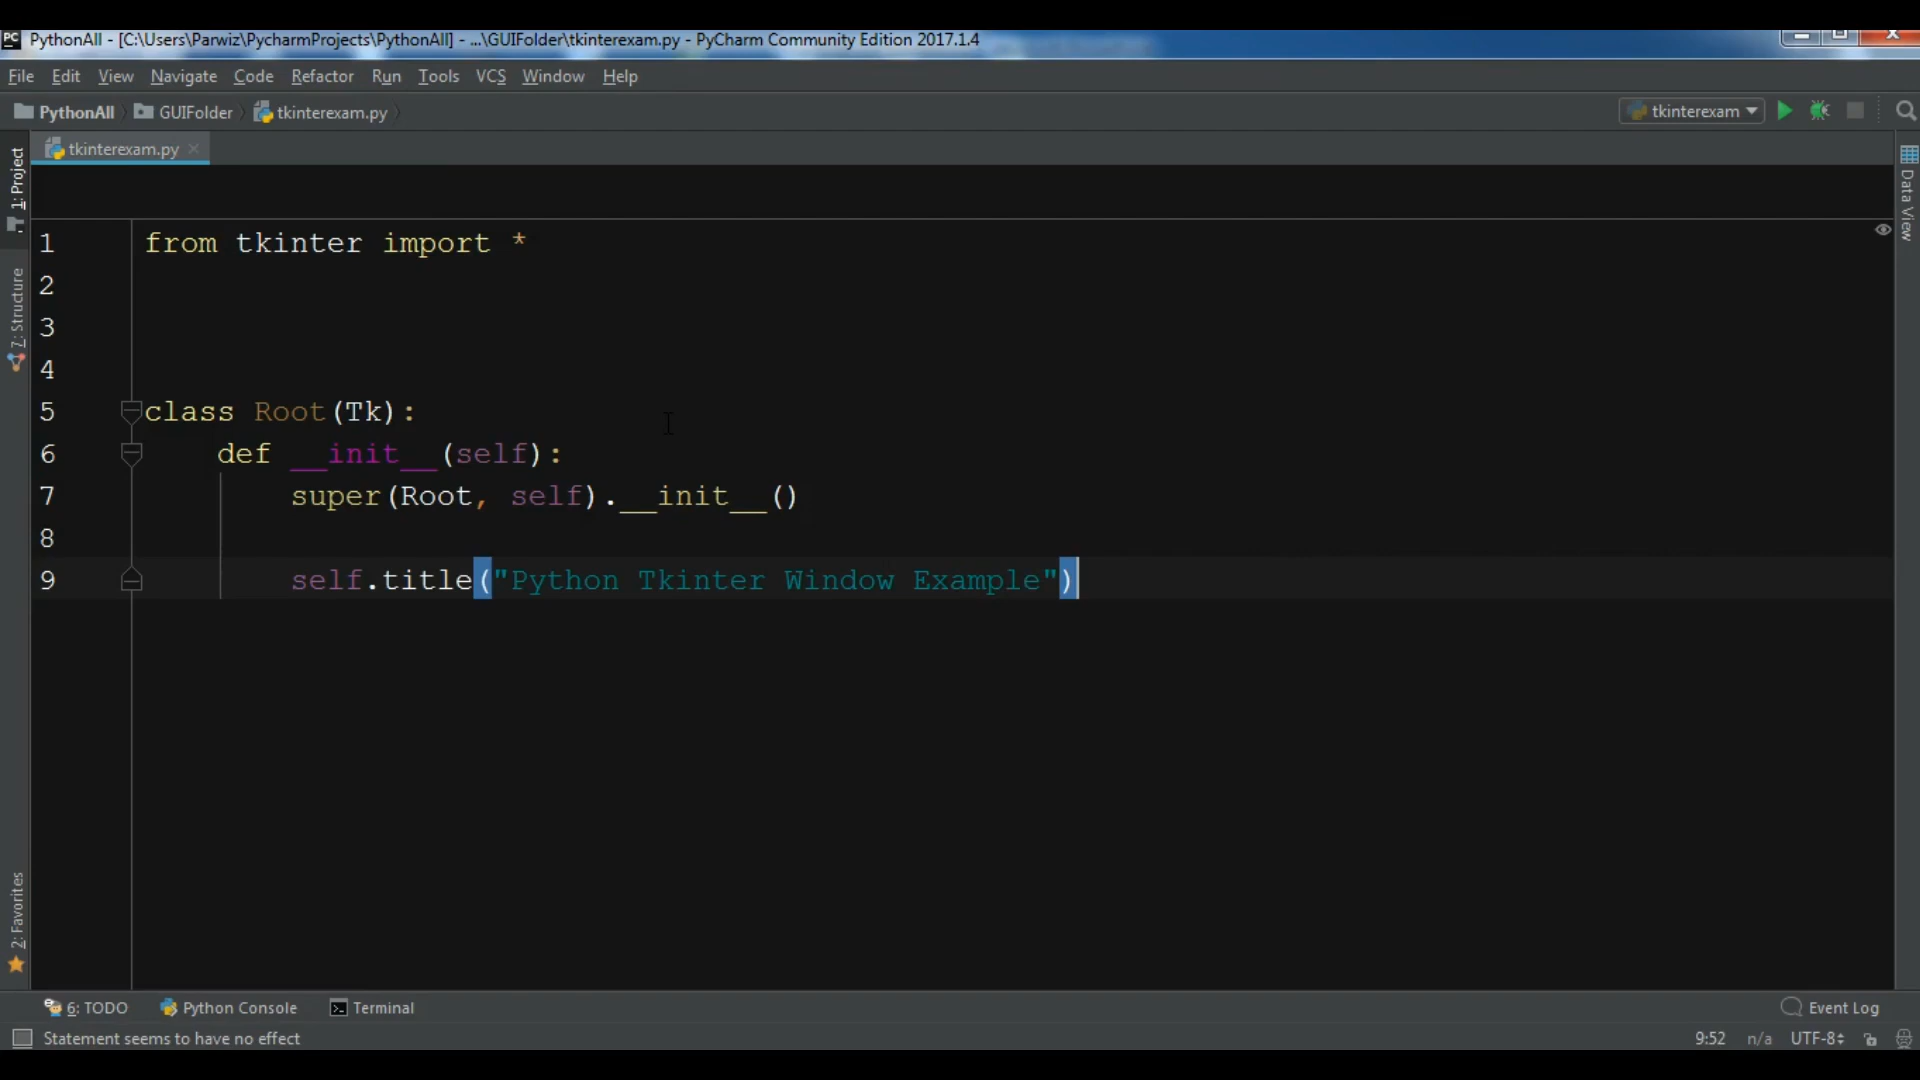 PC PythonAll - [C:\Users\Parwiz\PycharmProjects\PythonAll] - ...\GUIFolder\tkinterexam.py - PyCharm Community Edition 2017.1.4
File Edit View Navigate Code Refactor Run Tools VCS Window Help
PythonAll GUIFolder tkinterexam.py tkinterexam
tkinterexam.py
1: Project
7: Structure
2: Favorites
Data View
1 from tkinter import *
2
3
4
5 class Root(Tk):
6 def __init__(self):
7 super(Root, self).__init__()
8
9 self.title("Python Tkinter Window Example")
6: TODO Python Console Terminal Event Log
Statement seems to have no effect 9:52 n/a UTF-8